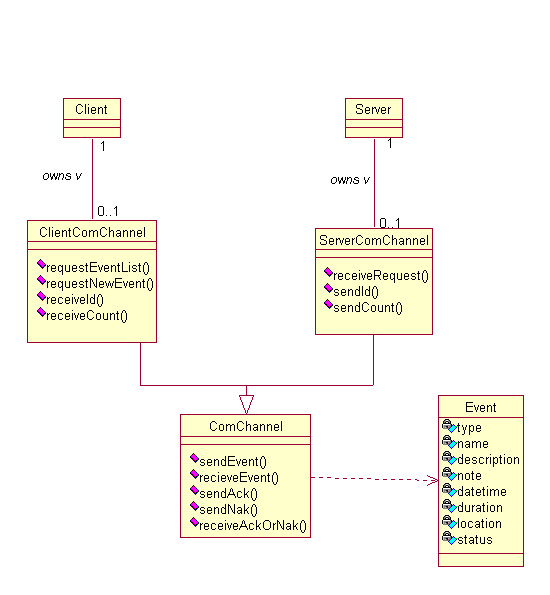 Client
Server
1
1
owns v
owns v
0..1
0..1
ClientComChannel
requestEventList()
requestNewEvent()
receiveId()
receiveCount()
ServerComChannel
receiveRequest()
sendId()
sendCount()
ComChannel
sendEvent()
recieveEvent()
sendAck()
sendNak()
receiveAckOrNak()
Event
type
name
description
note
datetime
duration
location
status